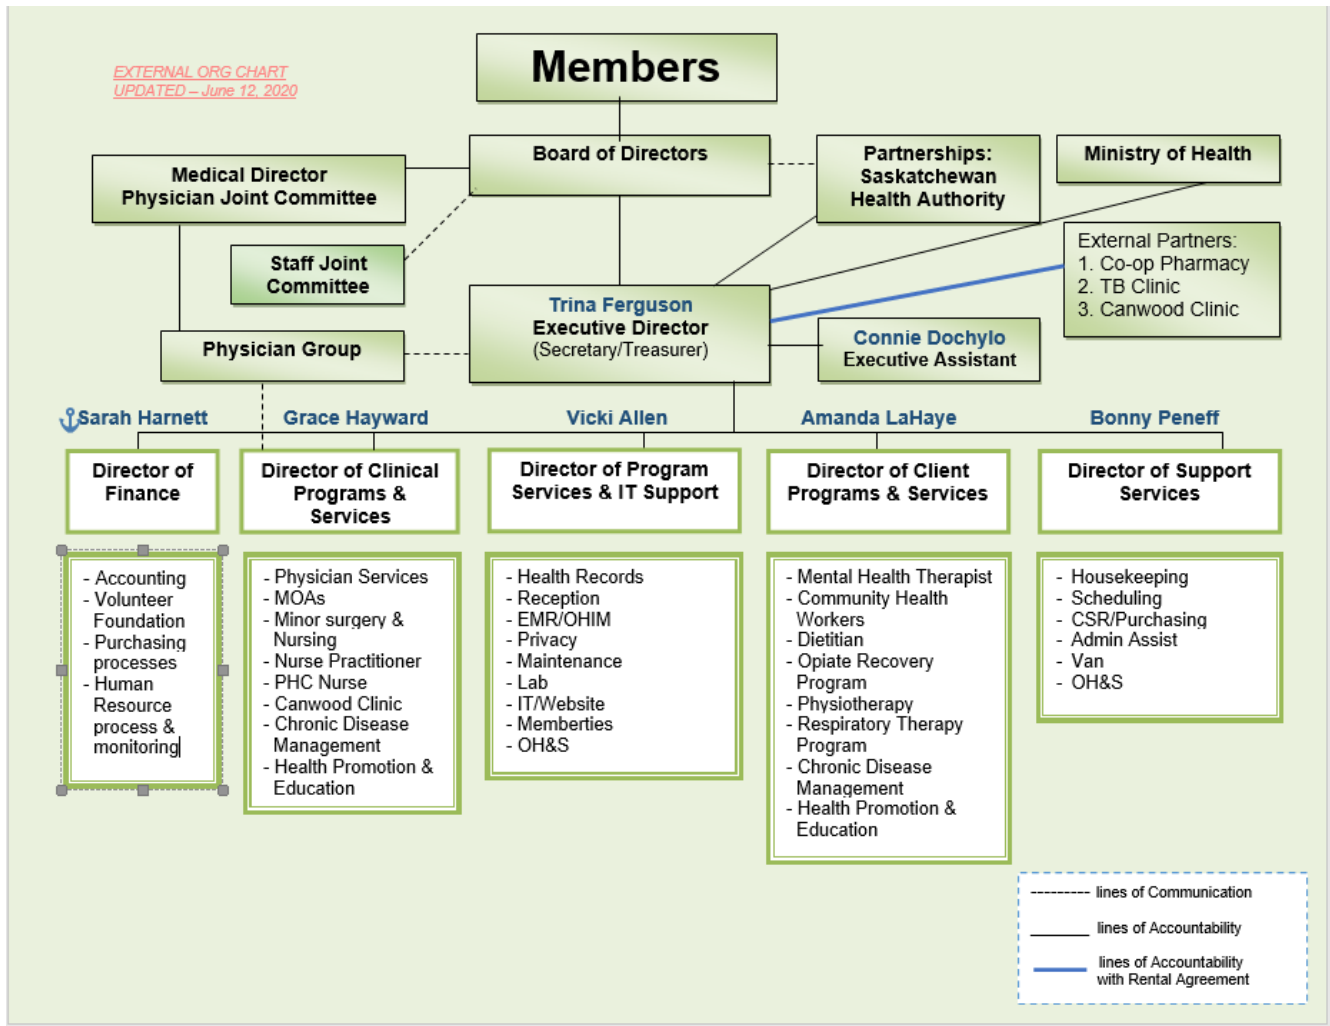 EXTERNAL ORG CHART
UPDATED – June 12, 2020
Members
Board of Directors
Medical Director
Physician Joint Committee
Partnerships:
Saskatchewan
Health Authority
Ministry of Health
Staff Joint
Committee
External Partners:
1. Co-op Pharmacy
2. TB Clinic
3. Canwood Clinic
Trina Ferguson
Executive Director
(Secretary/Treasurer)
Connie Dochylo
Executive Assistant
Physician Group
Sarah Harnett
Director of
Finance
- Accounting
- Volunteer
Foundation
- Purchasing
processes
- Human
Resource
process &
monitoring
Grace Hayward
Director of Clinical
Programs &
Services
- Physician Services
- MOAs
- Minor surgery &
Nursing
- Nurse Practitioner
- PHC Nurse
- Canwood Clinic
- Chronic Disease
Management
- Health Promotion &
Education
Vicki Allen
Director of Program
Services & IT Support
- Health Records
- Reception
- EMR/OHIM
- Privacy
- Maintenance
- Lab
- IT/Website
- Memberties
- OH&S
Amanda LaHaye
Director of Client
Programs & Services
- Mental Health Therapist
- Community Health
Workers
- Dietitian
- Opiate Recovery
Program
- Physiotherapy
- Respiratory Therapy
Program
- Chronic Disease
Management
- Health Promotion &
Education
Bonny Peneff
Director of Support
Services
- Housekeeping
- Scheduling
- CSR/Purchasing
- Admin Assist
- Van
- OH&S
lines of Communication
lines of Accountability
lines of Accountability
with Rental Agreement